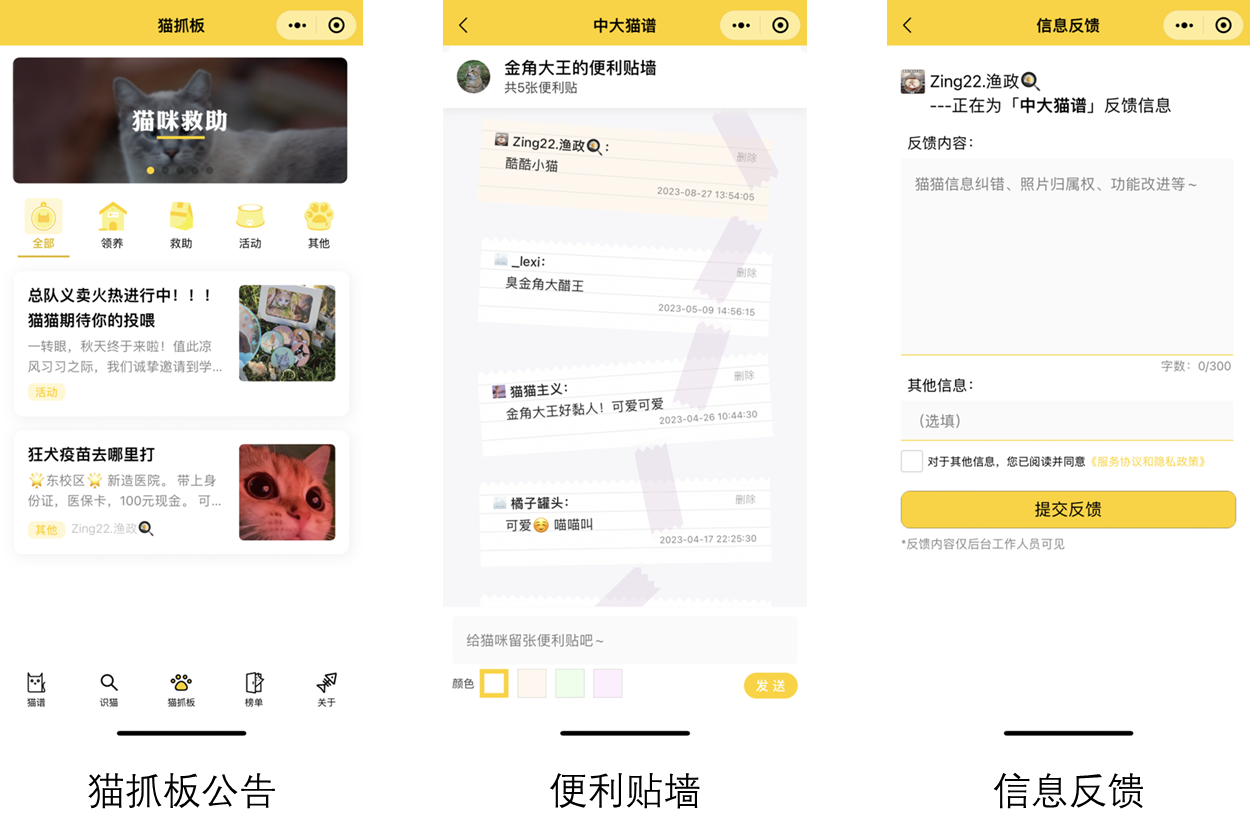 猫抓板
猫咪救助
全部 领养 救助 活动 其他
总队义卖火热进行中！！！
猫猫期待你的投喂
一转眼，秋天终于来啦！值此凉
风习习之际，我们诚挚邀请到学...
活动
狂犬疫苗去哪里打
🌟东校区🌟 新造医院。 带上身
份证，医保卡，100元现金。 可...
其他 Zing22.渔政🍳
猫谱 识猫 猫抓板 榜单 关于
猫抓板公告
中大猫谱
金角大王的便利贴墙
共5张便利贴
Zing22.渔政🍳：
删除
酷酷小猫
2023-08-27 13:54:05
_lexi：
删除
臭金角大醋王
2023-05-09 14:56:15
猫猫主义：
删除
金角大王好黏人！可爱可爱
2023-04-26 10:44:30
橘子罐头：
删除
可爱☺️ 喵喵叫
2023-04-17 22:25:30
给猫咪留张便利贴吧～
颜色
发送
便利贴墙
信息反馈
Zing22.渔政🍳
---正在为「中大猫谱」反馈信息
反馈内容：
猫猫信息纠错、照片归属权、功能改进等～
字数：0/300
其他信息：
（选填）
对于其他信息，您已阅读并同意《服务协议和隐私政策》
提交反馈
*反馈内容仅后台工作人员可见
信息反馈